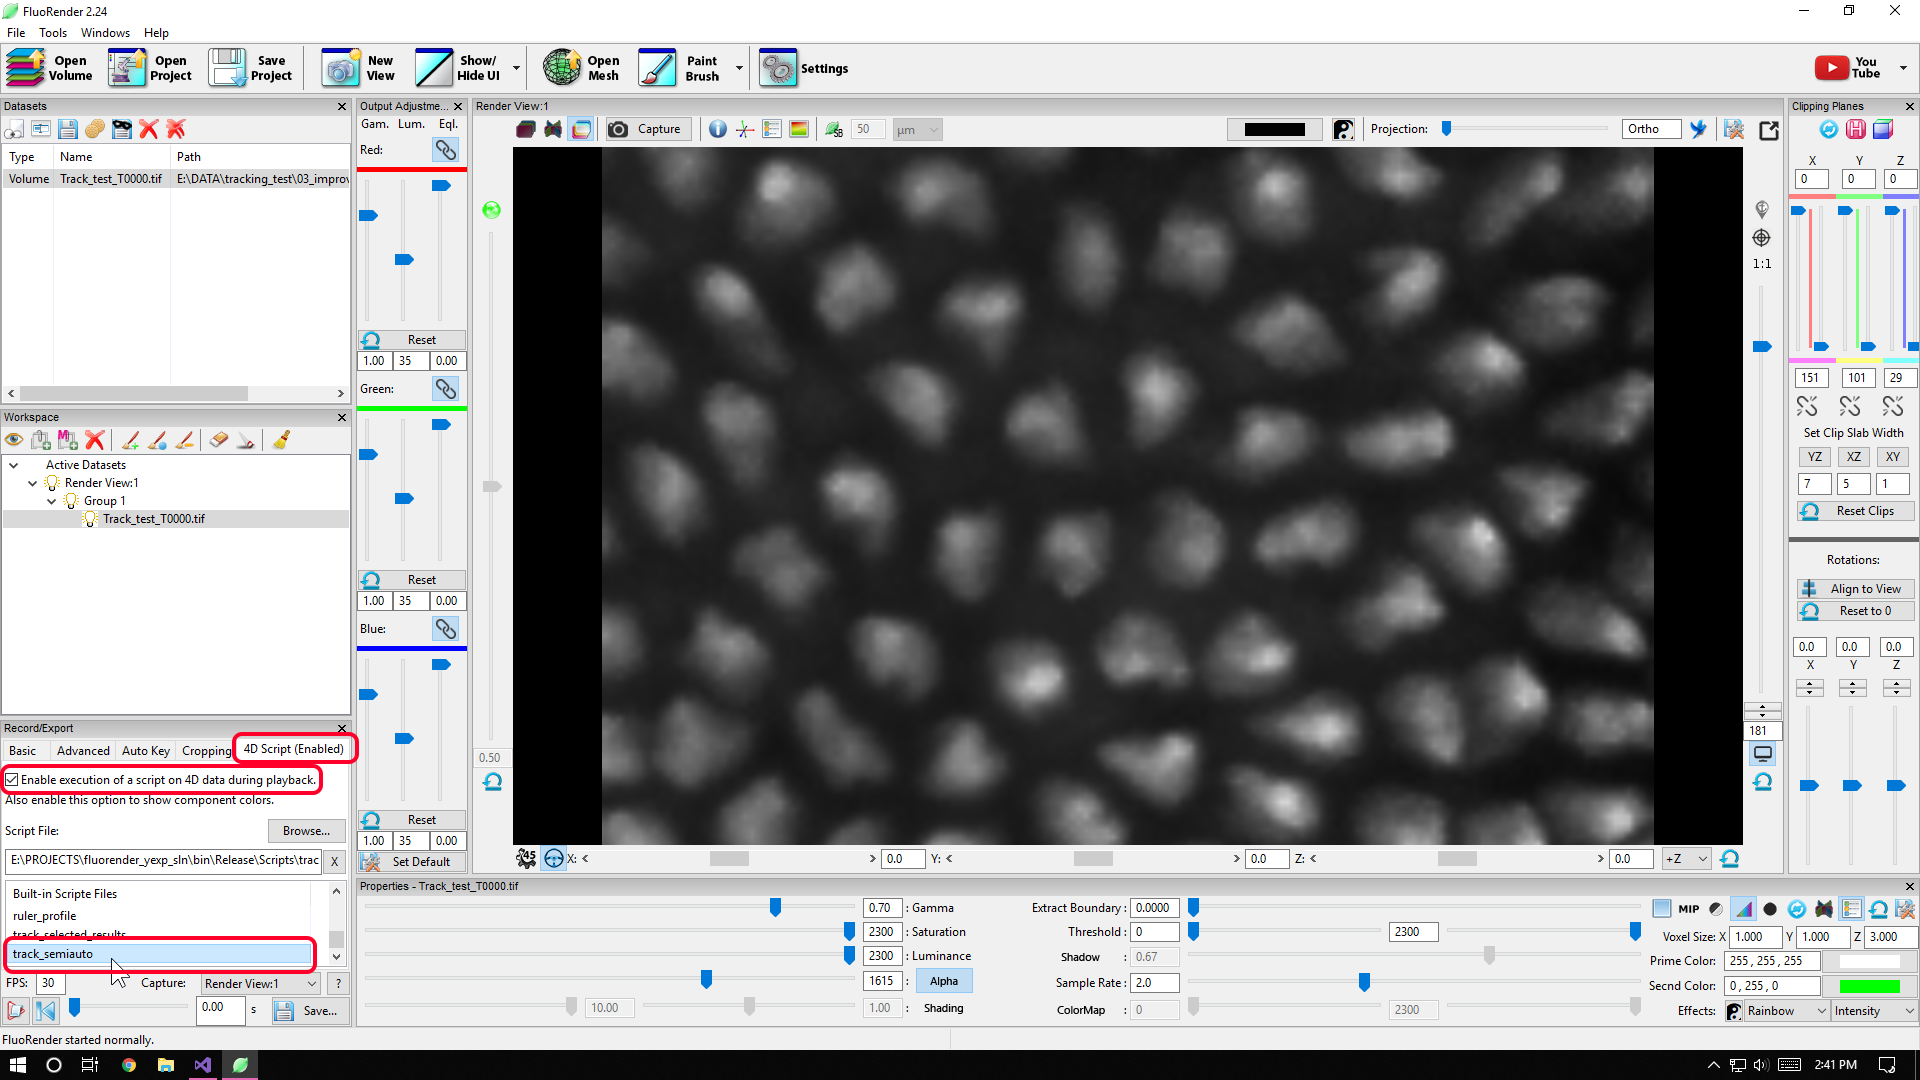 FluoRender 2.24
File Tools Windows Help
Open Volume
Open Project
Save Project
New View
Show/ Hide UI
Open Mesh
Paint Brush
Settings
You Tube
Datasets
Type Name Path
Volume Track_test_T0000.tif E:\DATA\tracking_test\03_improv
Workspace
Active Datasets
Render View:1
Group 1
Track_test_T0000.tif
Record/Export
Basic Advanced Auto Key Cropping 4D Script (Enabled)
Enable execution of a script on 4D data during playback.
Also enable this option to show component colors.
Script File: Browse...
E:\PROJECTS\fluorender_yexp_sln\bin\Release\Scripts\trac X
Built-in Scripte Files
ruler_profile
track_selected_results
track_semiauto
FPS: 30 Capture: Render View:1 ?
0.00 s Save...
FluoRender started normally.
Output Adjustme...
Gam. Lum. Eql.
Red:
Reset
1.00 35 0.00
Green:
Reset
1.00 35 0.00
Blue:
Reset
1.00 35 0.00
Set Default
Render View:1
Capture SB 50 µm Projection: Ortho
0.50
1:1
181
45 X: < > 0.0 Y: < > 0.0 Z: < > 0.0 +Z
Properties - Track_test_T0000.tif
0.70 : Gamma
2300 : Saturation
2300 : Luminance
1615 : Alpha
10.00 1.00 : Shading
Extract Boundary : 0.0000
Threshold : 0 2300
Shadow : 0.67
Sample Rate : 2.0
ColorMap : 0 2300
MIP
Voxel Size: X 1.000 Y 1.000 Z 3.000
Prime Color: 255 , 255 , 255
Secnd Color: 0 , 255 , 0
Effects: Rainbow Intensity
Clipping Planes
X Y Z
0 0 0
151 101 29
Set Clip Slab Width
YZ XZ XY
7 5 1
Reset Clips
Rotations:
Align to View
Reset to 0
0.0 0.0 0.0
X Y Z
2:41 PM